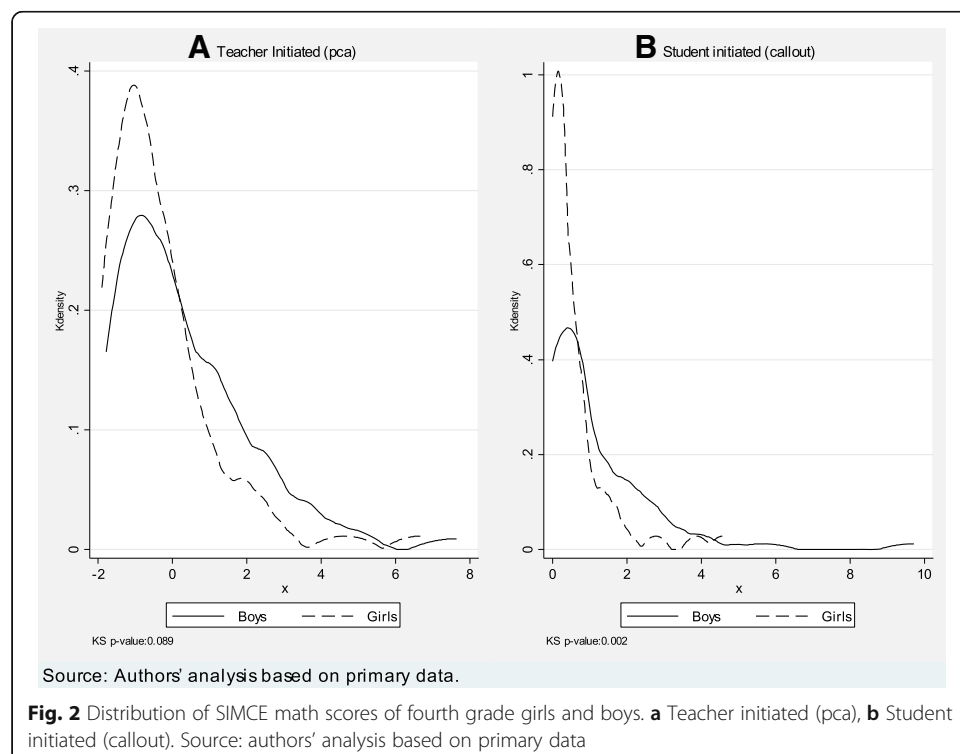 A Teacher Initiated (pca)
.4
.3
.2
.1
0
Kdensity
-2 0 2 4 6 8
x
Boys Girls
KS p-value:0.089
B Student initiated (callout)
1
.8
.6
.4
.2
0
Kdensity
0 2 4 6 8 10
x
Boys Girls
KS p-value:0.002
Source: Authors' analysis based on primary data.
Fig. 2 Distribution of SIMCE math scores of fourth grade girls and boys. a Teacher initiated (pca), b Student
initiated (callout). Source: authors' analysis based on primary data